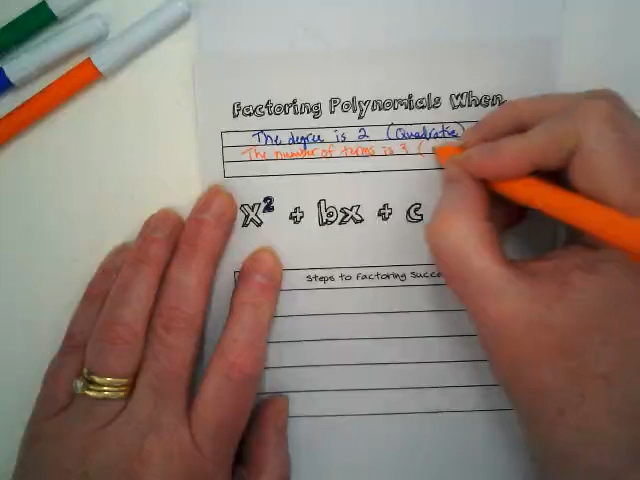 Factoring Polynomials When
The degree is 2 (Quadratic)
The number of terms is 3 (
x² + bx + c
Steps to Factoring Succe